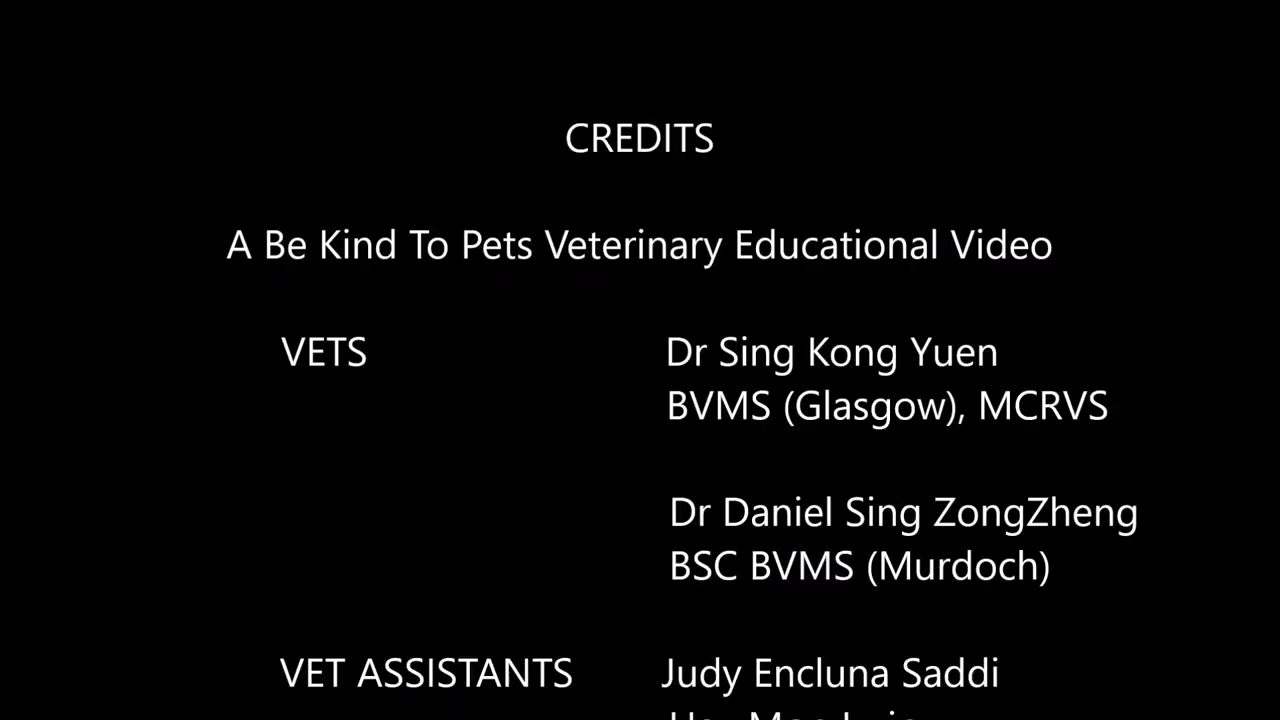 CREDITS
A Be Kind To Pets Veterinary Educational Video
VETS Dr Sing Kong Yuen
BVMS (Glasgow), MCRVS
Dr Daniel Sing ZongZheng
BSC BVMS (Murdoch)
VET ASSISTANTS Judy Encluna Saddi